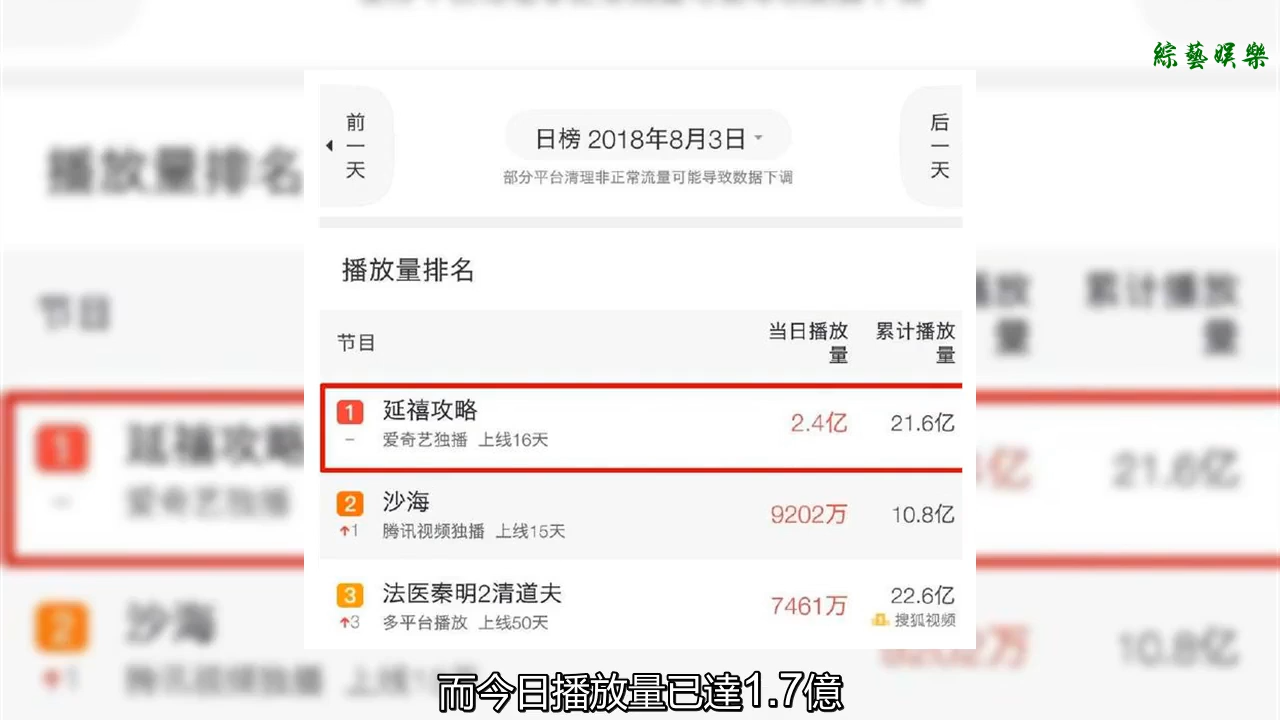 綜藝娱樂
前一天
日榜 2018年8月3日
后一天
部分平台清理非正常流量可能导致数据下调
播放量排名
节目 当日播放量 累计播放量
1 延禧攻略 2.4亿 21.6亿
- 爱奇艺独播 上线16天
2 沙海 9202万 10.8亿
1 腾讯视频独播 上线15天
3 法医秦明2清道夫 7461万 22.6亿
3 多平台播放 上线50天 搜狐视频
而今日播放量已達1.7億